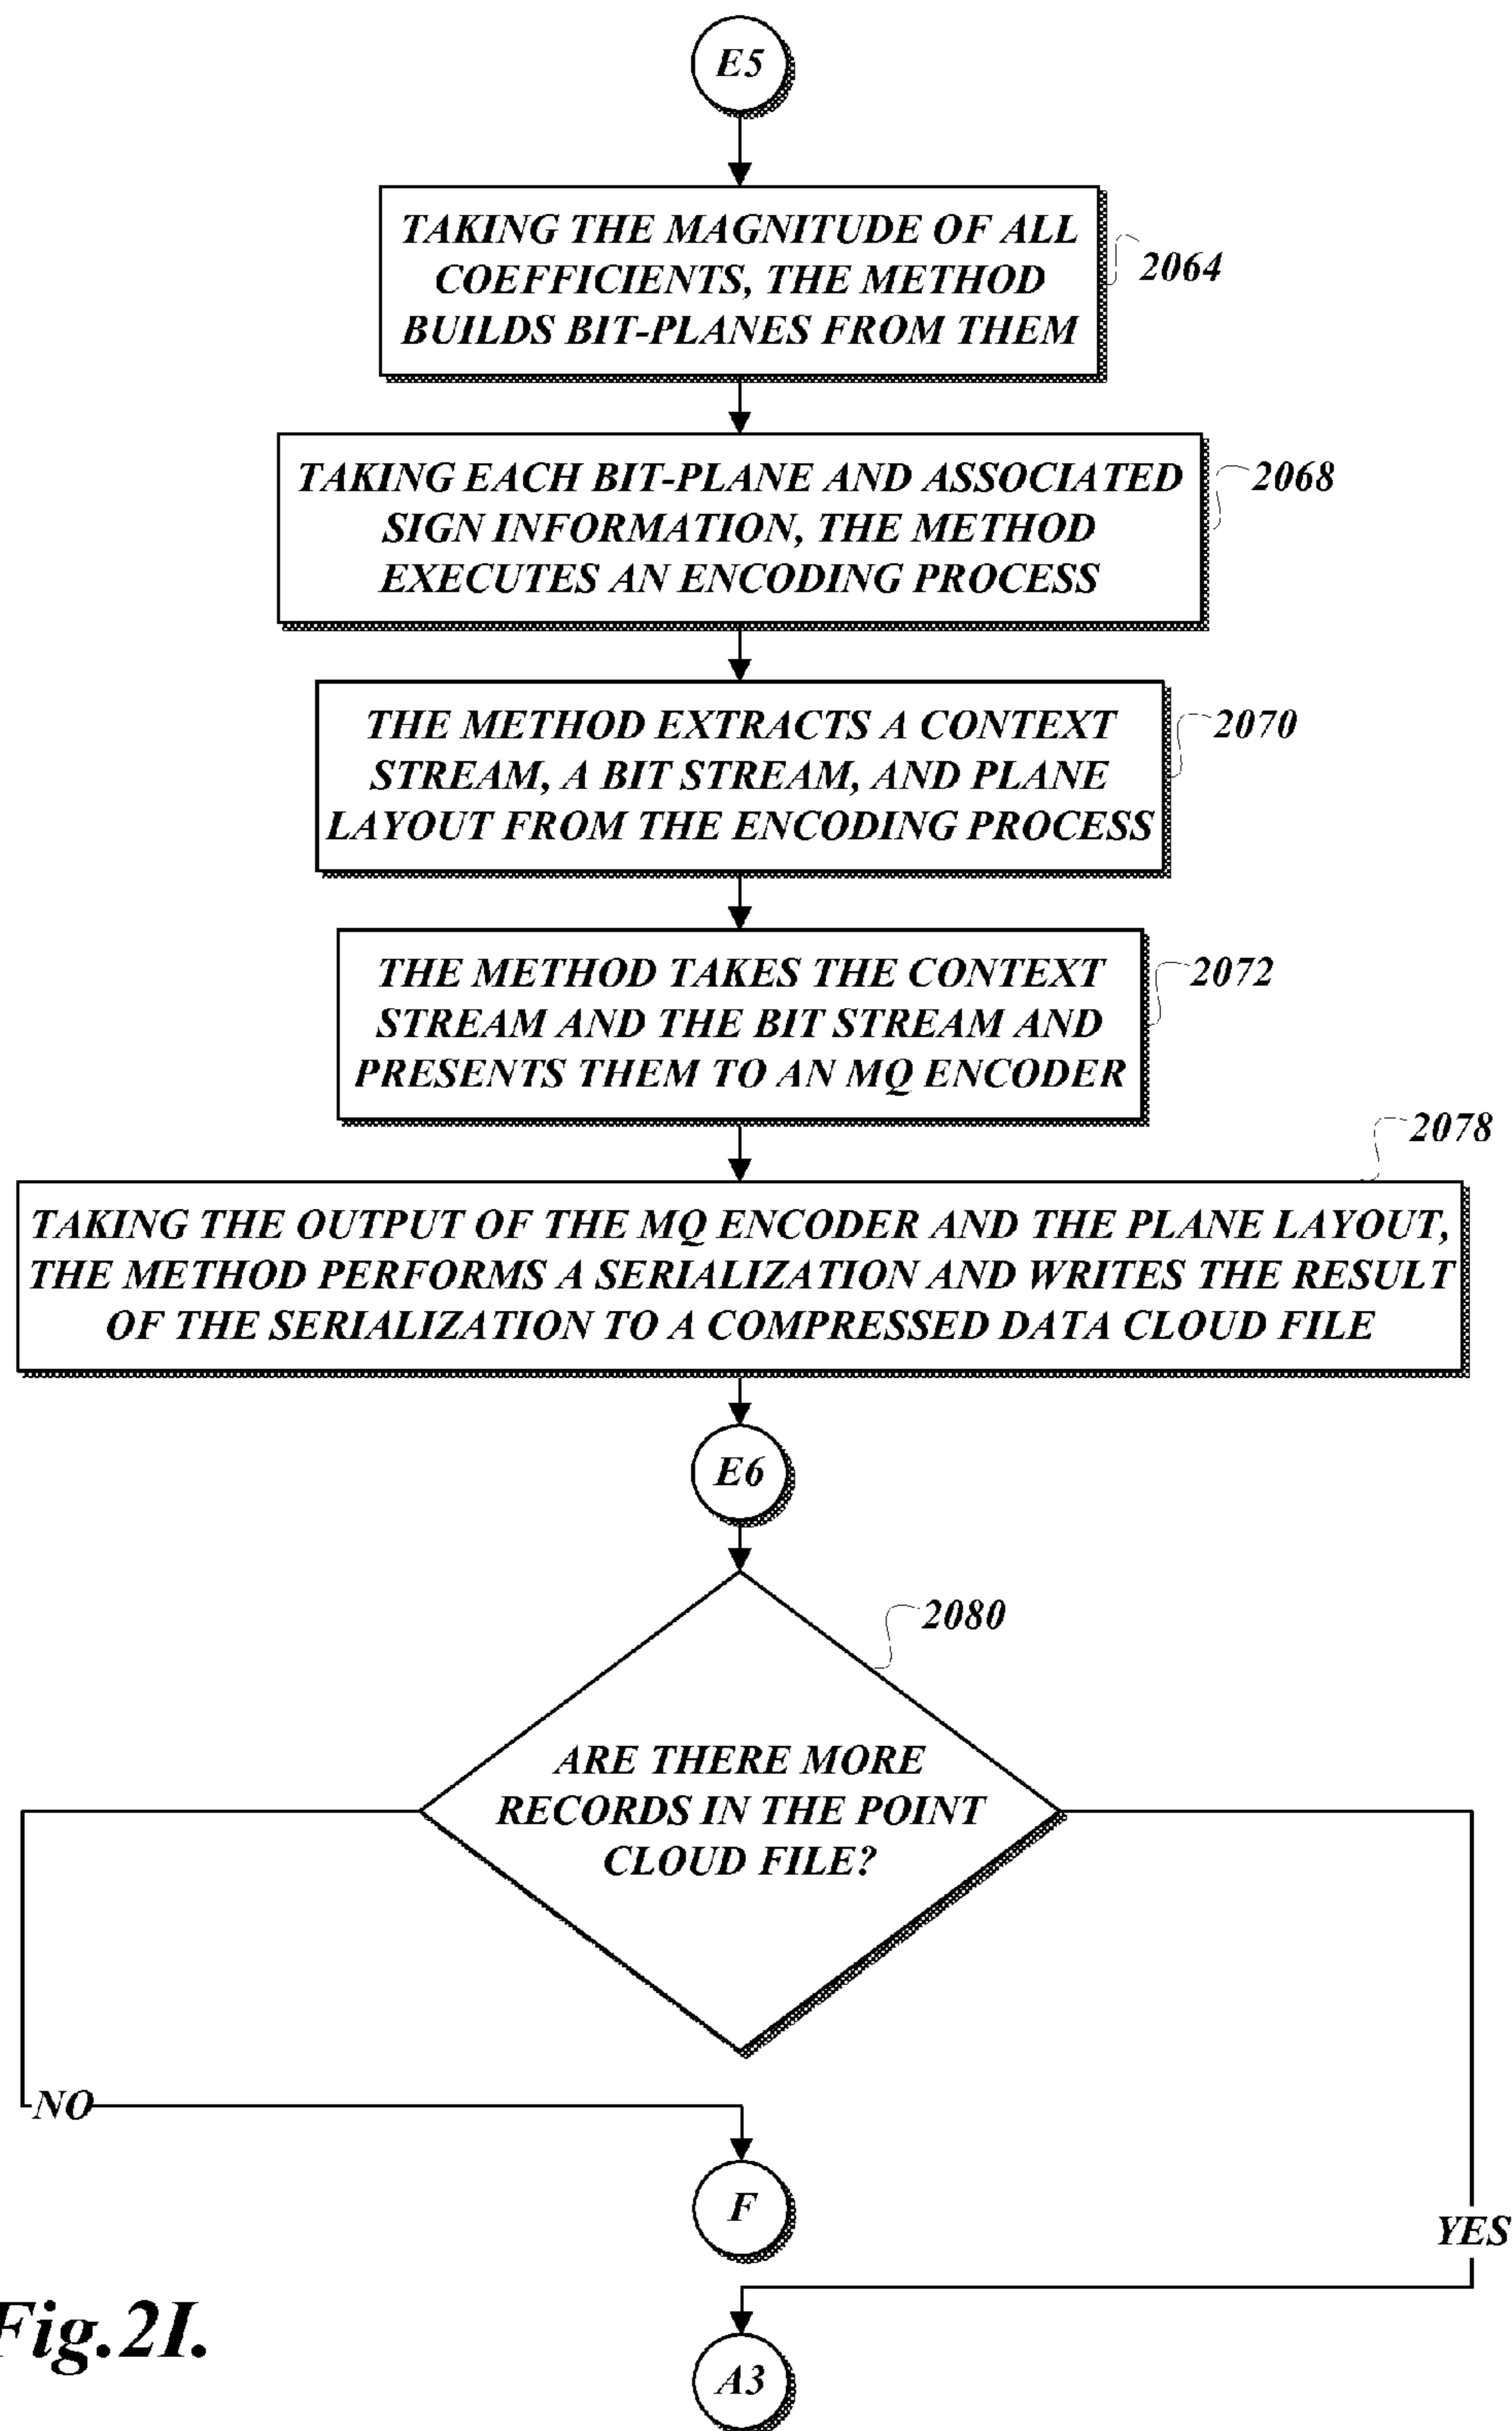 E5
TAKING THE MAGNITUDE OF ALL
COEFFICIENTS, THE METHOD
BUILDS BIT-PLANES FROM THEM
2064
TAKING EACH BIT-PLANE AND ASSOCIATED
SIGN INFORMATION, THE METHOD
EXECUTES AN ENCODING PROCESS
2068
THE METHOD EXTRACTS A CONTEXT
STREAM, A BIT STREAM, AND PLANE
LAYOUT FROM THE ENCODING PROCESS
2070
THE METHOD TAKES THE CONTEXT
STREAM AND THE BIT STREAM AND
PRESENTS THEM TO AN MQ ENCODER
2072
2078
TAKING THE OUTPUT OF THE MQ ENCODER AND THE PLANE LAYOUT,
THE METHOD PERFORMS A SERIALIZATION AND WRITES THE RESULT
OF THE SERIALIZATION TO A COMPRESSED DATA CLOUD FILE
E6
2080
ARE THERE MORE
RECORDS IN THE POINT
CLOUD FILE?
NO
F
YES
Fig.2I.
A3